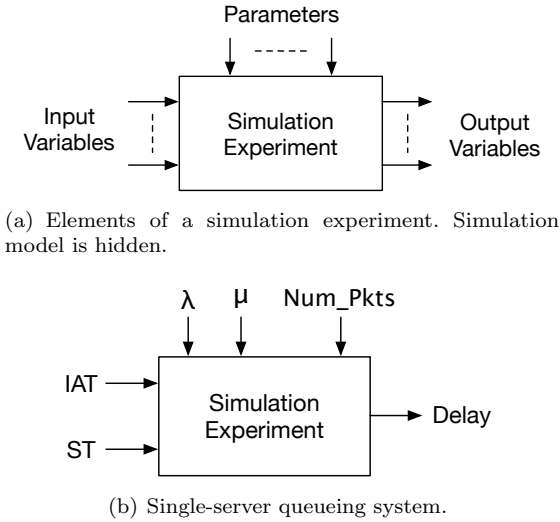 Parameters
Input
Variables
Simulation
Experiment
Output
Variables
(a) Elements of a simulation experiment. Simulation
model is hidden.
λ μ Num_Pkts
IAT
ST
Simulation
Experiment
Delay
(b) Single-server queueing system.